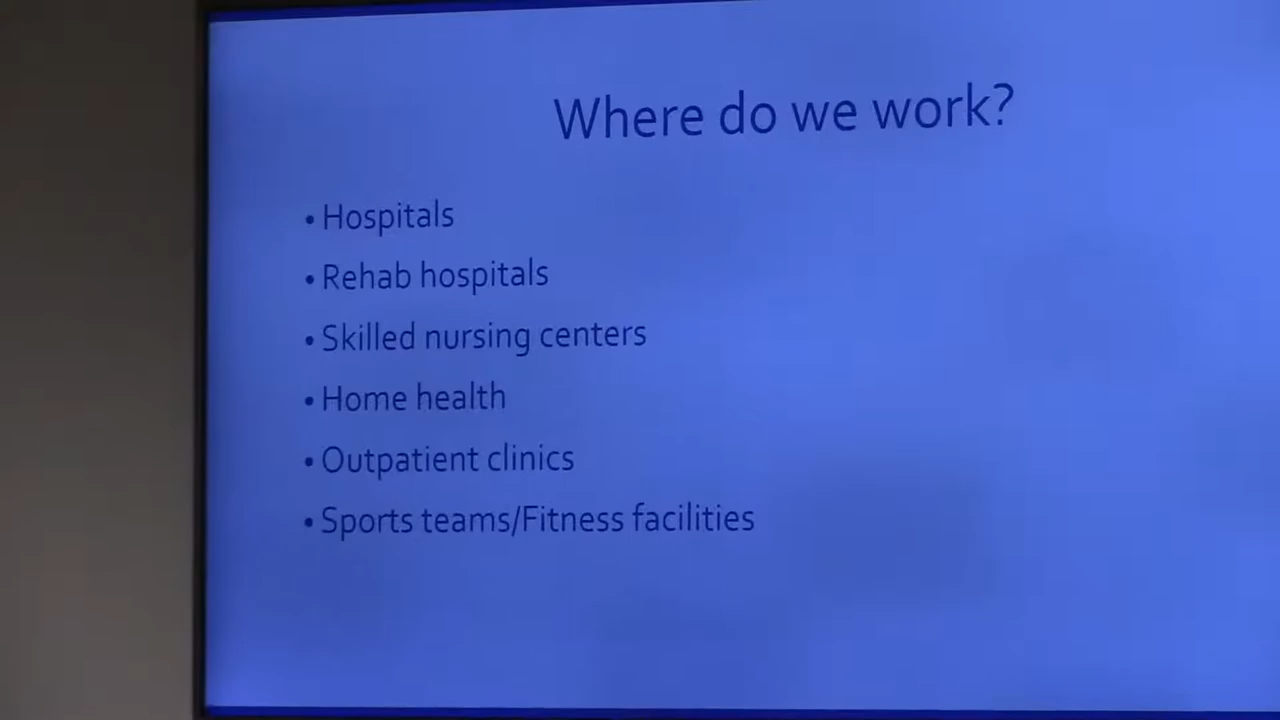 Where do we work?
• Hospitals
• Rehab hospitals
• Skilled nursing centers
• Home health
• Outpatient clinics
• Sports teams/Fitness facilities